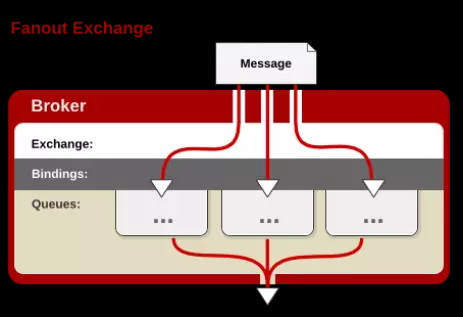 Fanout Exchange
Message
Broker
Exchange:
Bindings:
Queues:
... ... ...